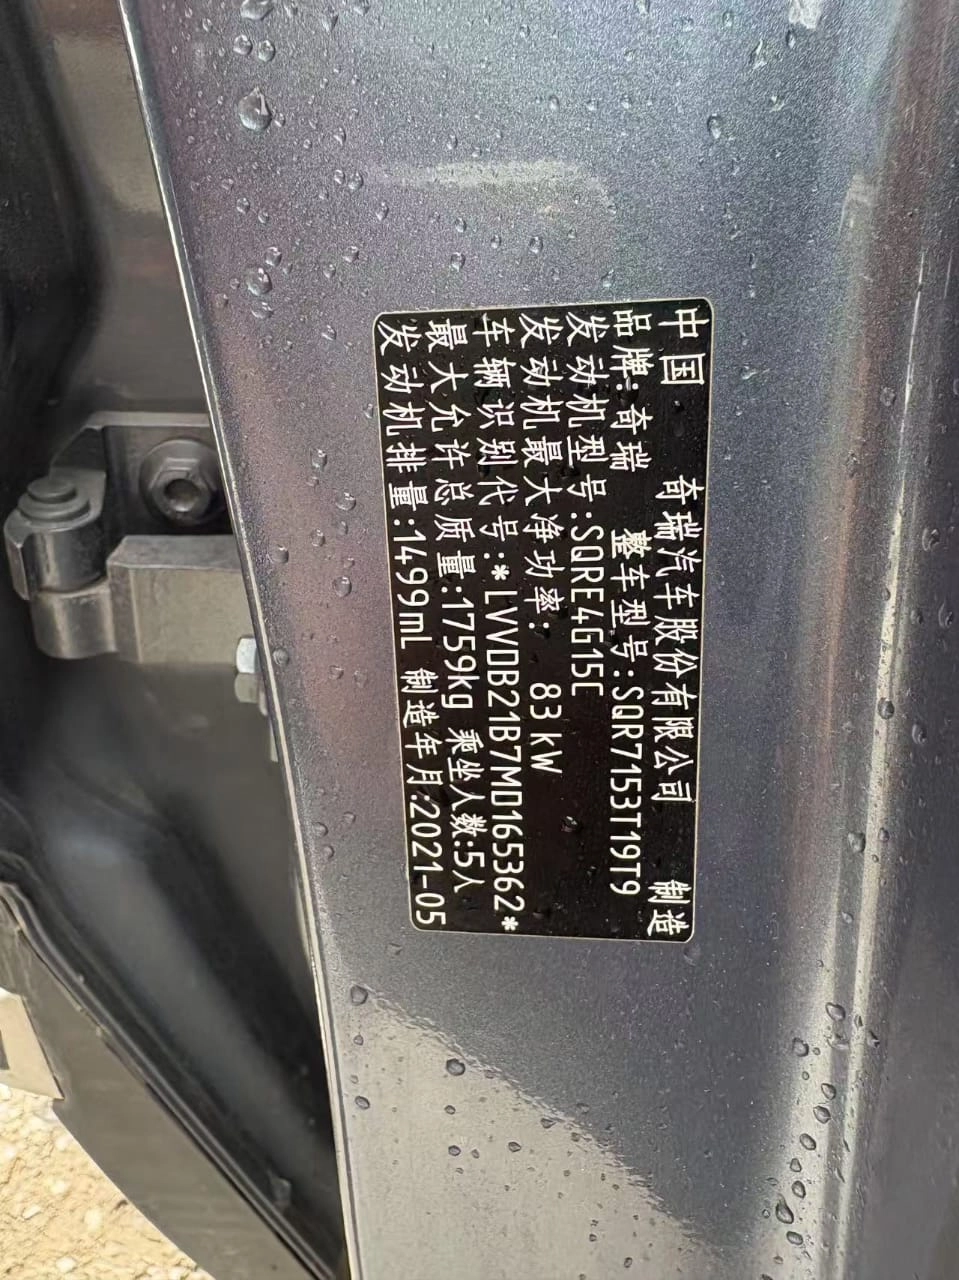 中国 奇瑞汽车股份有限公司 制造
品牌:奇瑞 整车型号:SQR7153T19T9
发动机型号:SQRE4G15C
发动机最大净功率: 83kW
车辆识别代号:*LVVDB21B7MD165362*
最大允许总质量:1759kg 乘坐人数:5人
发动机排量:1499mL 制造年月:2021-05